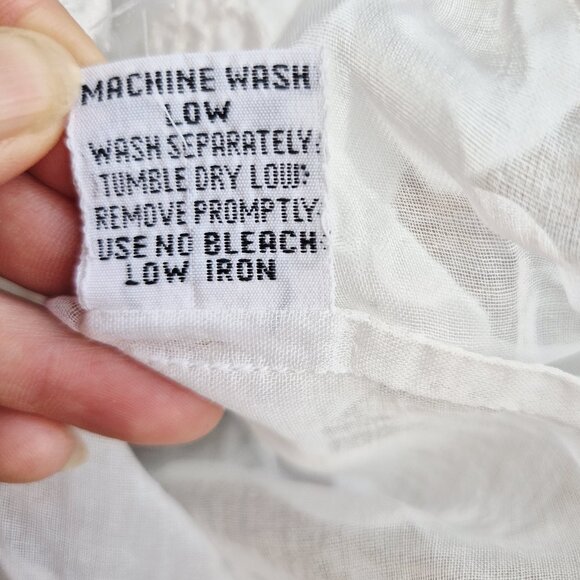 MACHINE WASH
LOW
WASH SEPARATELY:
TUMBLE DRY LOW:
REMOVE PROMPTLY:
USE NO BLEACH:
LOW IRON